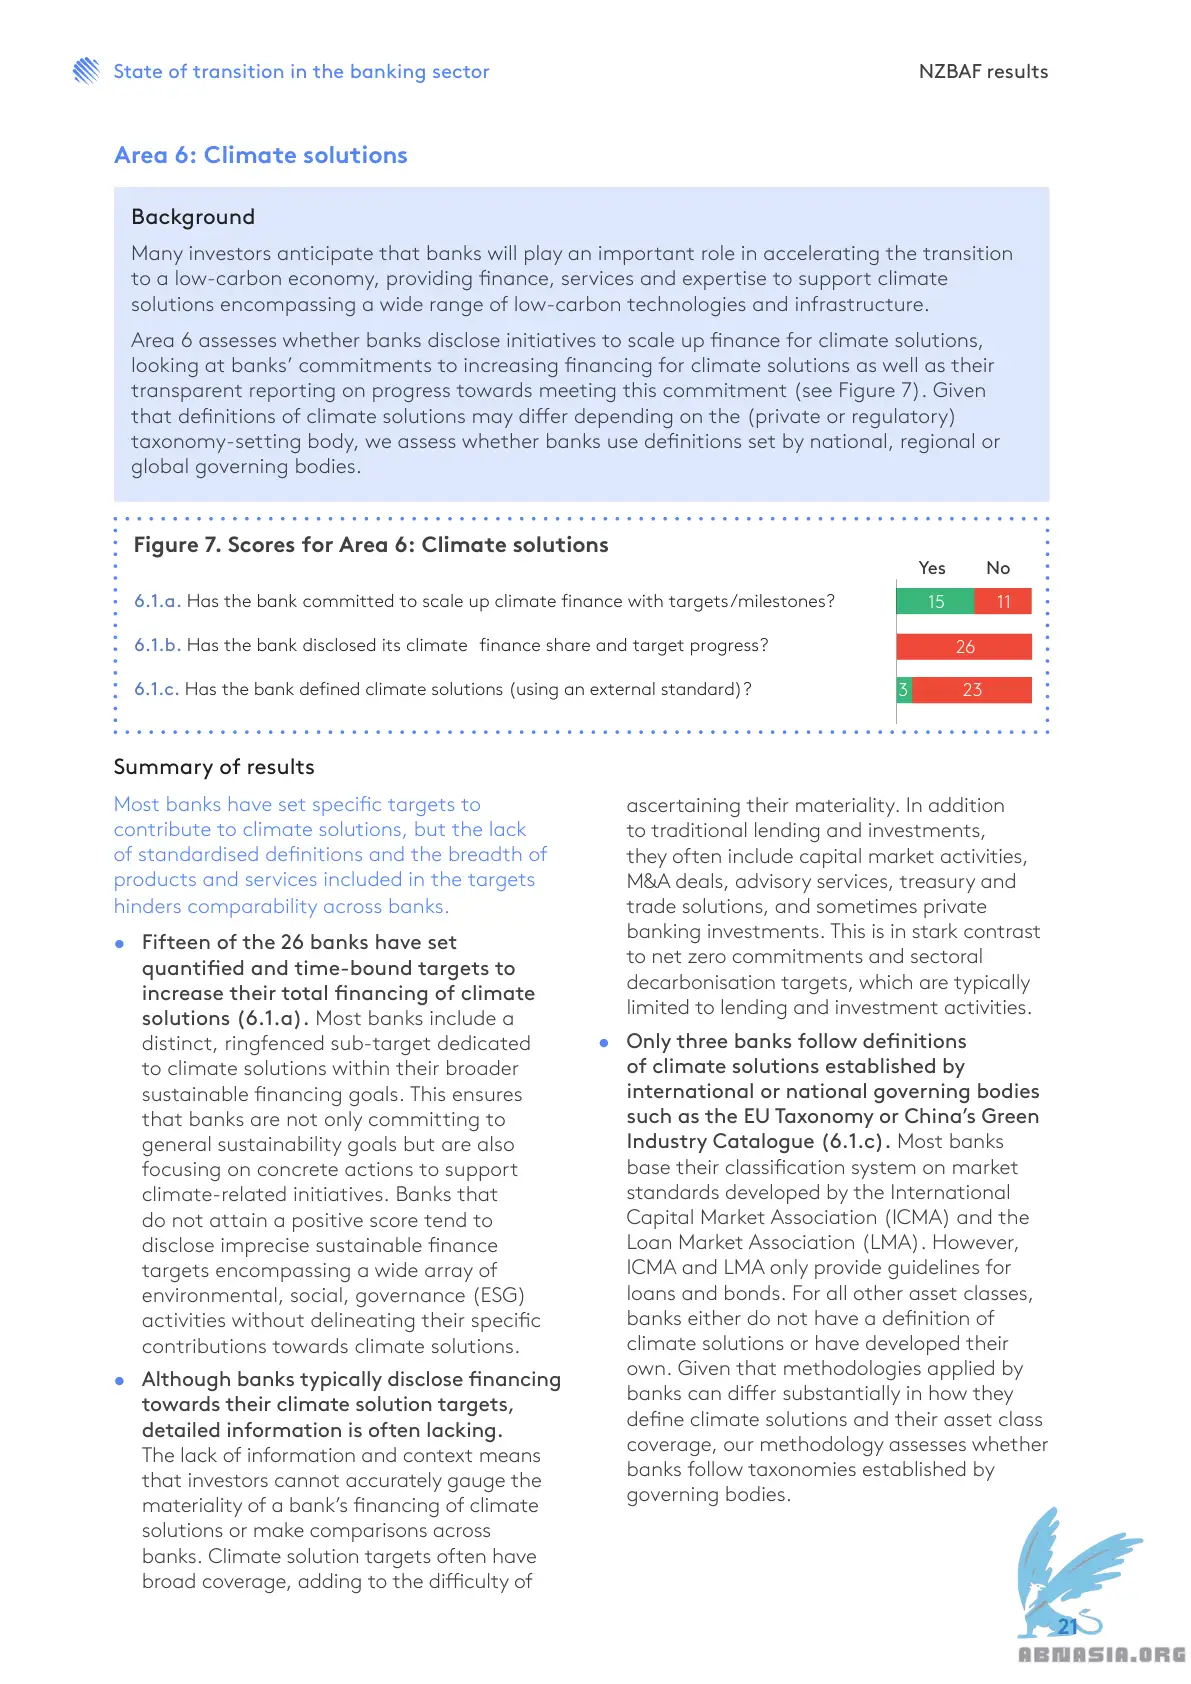 State of transition in the banking sector
NZBAF results
Area 6: Climate solutions
Background
Many investors anticipate that banks will play an important role in accelerating the transition
to a low-carbon economy, providing finance, services and expertise to support climate
solutions encompassing a wide range of low-carbon technologies and infrastructure.
Area 6 assesses whether banks disclose initiatives to scale up finance for climate solutions,
looking at banks’ commitments to increasing financing for climate solutions as well as their
transparent reporting on progress towards meeting this commitment (see Figure 7). Given
that definitions of climate solutions may differ depending on the (private or regulatory)
taxonomy-setting body, we assess whether banks use definitions set by national, regional or
global governing bodies.
Figure 7. Scores for Area 6: Climate solutions
Yes No
6.1.a. Has the bank committed to scale up climate finance with targets/milestones?
15 11
6.1.b. Has the bank disclosed its climate finance share and target progress?
26
6.1.c. Has the bank defined climate solutions (using an external standard)?
3 23
Summary of results
Most banks have set specific targets to
contribute to climate solutions, but the lack
of standardised definitions and the breadth of
products and services included in the targets
hinders comparability across banks.
• Fifteen of the 26 banks have set
quantified and time-bound targets to
increase their total financing of climate
solutions (6.1.a). Most banks include a
distinct, ringfenced sub-target dedicated
to climate solutions within their broader
sustainable financing goals. This ensures
that banks are not only committing to
general sustainability goals but are also
focusing on concrete actions to support
climate-related initiatives. Banks that
do not attain a positive score tend to
disclose imprecise sustainable finance
targets encompassing a wide array of
environmental, social, governance (ESG)
activities without delineating their specific
contributions towards climate solutions.
• Although banks typically disclose financing
towards their climate solution targets,
detailed information is often lacking.
The lack of information and context means
that investors cannot accurately gauge the
materiality of a bank’s financing of climate
solutions or make comparisons across
banks. Climate solution targets often have
broad coverage, adding to the difficulty of
ascertaining their materiality. In addition
to traditional lending and investments,
they often include capital market activities,
M&A deals, advisory services, treasury and
trade solutions, and sometimes private
banking investments. This is in stark contrast
to net zero commitments and sectoral
decarbonisation targets, which are typically
limited to lending and investment activities.
• Only three banks follow definitions
of climate solutions established by
international or national governing bodies
such as the EU Taxonomy or China’s Green
Industry Catalogue (6.1.c). Most banks
base their classification system on market
standards developed by the International
Capital Market Association (ICMA) and the
Loan Market Association (LMA). However,
ICMA and LMA only provide guidelines for
loans and bonds. For all other asset classes,
banks either do not have a definition of
climate solutions or have developed their
own. Given that methodologies applied by
banks can differ substantially in how they
define climate solutions and their asset class
coverage, our methodology assesses whether
banks follow taxonomies established by
governing bodies.
21
ABNASIA.ORG